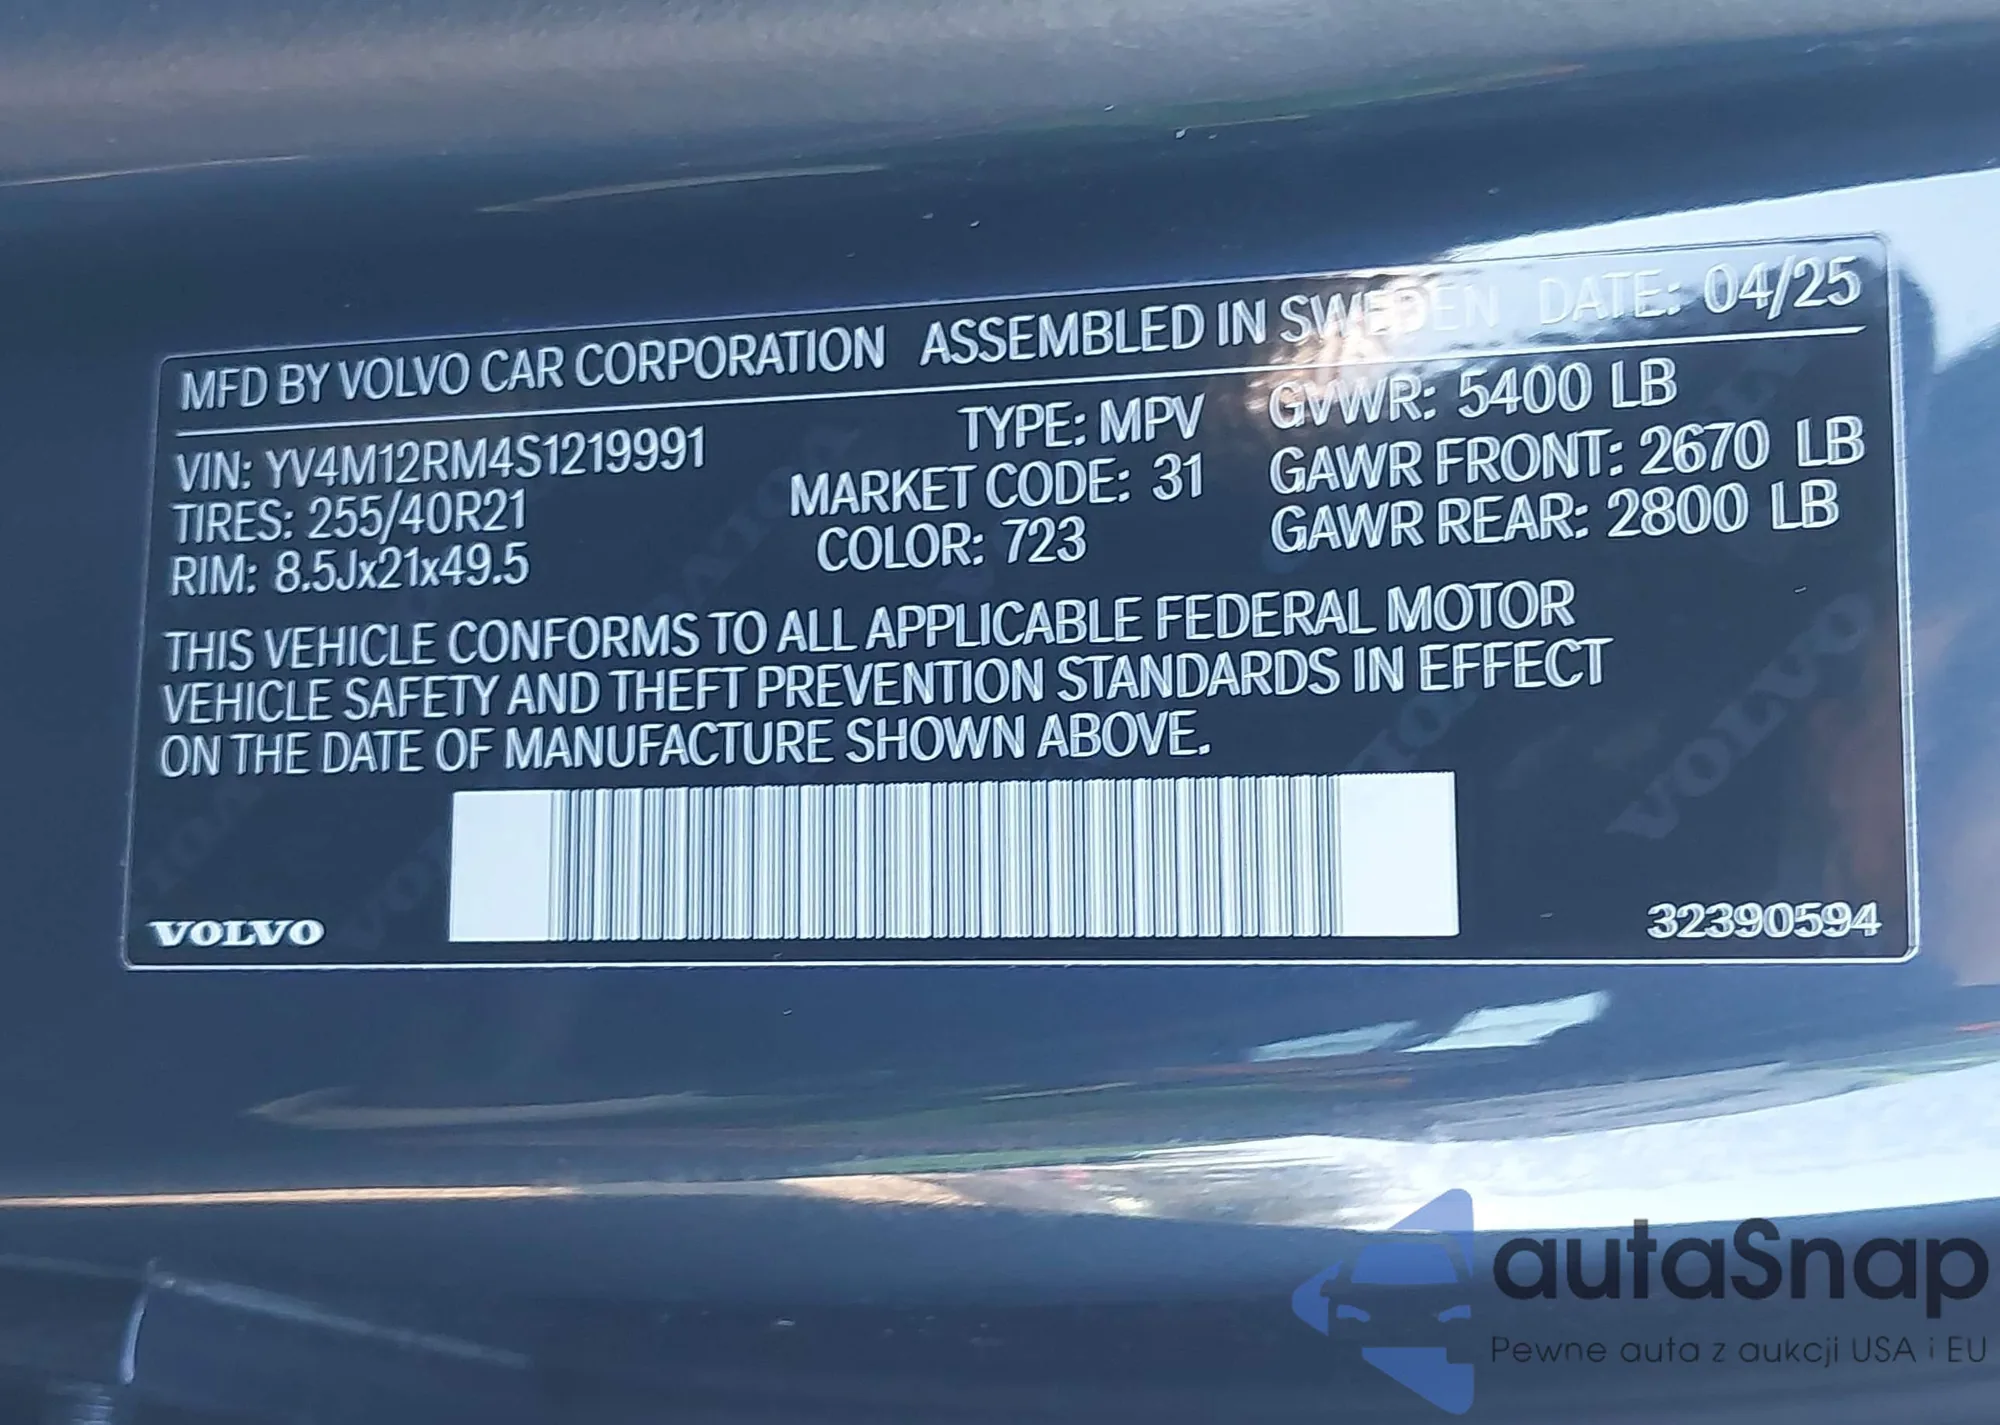 MFD BY VOLVO CAR CORPORATION ASSEMBLED IN SWEDEN DATE: 04/25
VIN: YV4M12RM4S1219991 TYPE: MPV GVWR: 5400 LB
TIRES: 255/40R21 MARKET CODE: 31 GAWR FRONT: 2670 LB
RIM: 8.5Jx21x49.5 COLOR: 723 GAWR REAR: 2800 LB
THIS VEHICLE CONFORMS TO ALL APPLICABLE FEDERAL MOTOR
VEHICLE SAFETY AND THEFT PREVENTION STANDARDS IN EFFECT
ON THE DATE OF MANUFACTURE SHOWN ABOVE.
VOLVO 32390594
autaSnap
Pewne auta z aukcji USA i EU